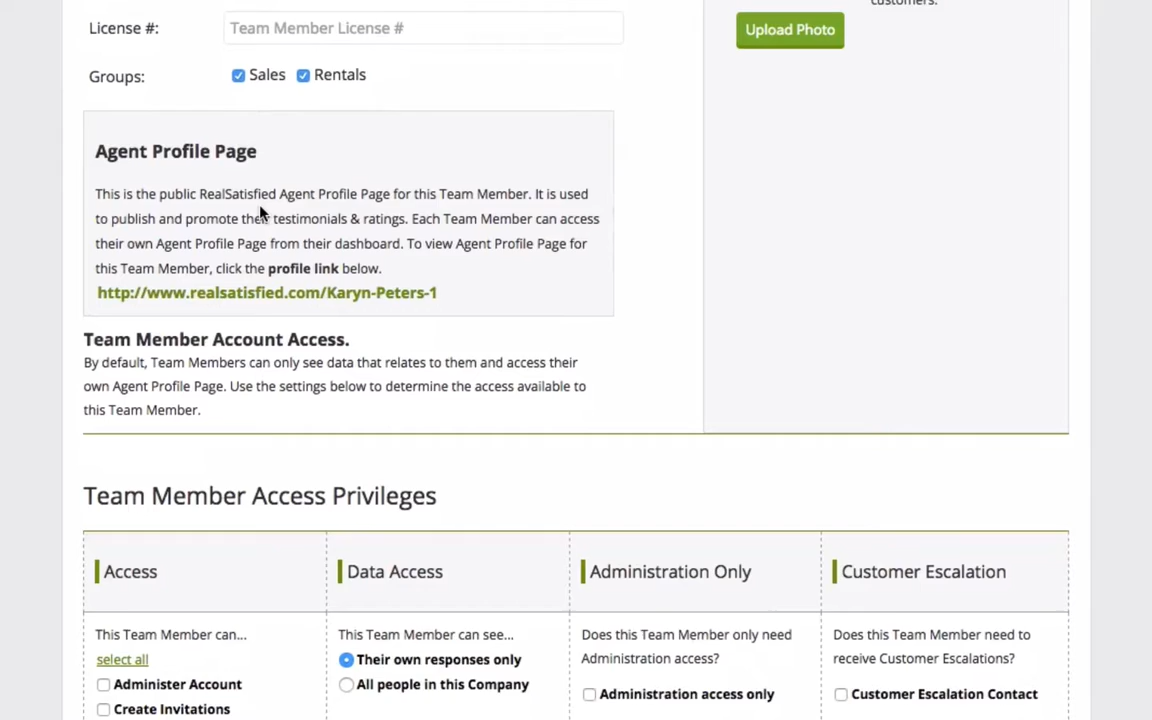 customers.
License #: Team Member License #
Upload Photo
Groups: Sales Rentals
Agent Profile Page
This is the public RealSatisfied Agent Profile Page for this Team Member. It is used
to publish and promote their testimonials & ratings. Each Team Member can access
their own Agent Profile Page from their dashboard. To view Agent Profile Page for
this Team Member, click the profile link below.
http://www.realsatisfied.com/Karyn-Peters-1
Team Member Account Access.
By default, Team Members can only see data that relates to them and access their
own Agent Profile Page. Use the settings below to determine the access available to
this Team Member.
Team Member Access Privileges
Access
This Team Member can...
select all
Administer Account
Create Invitations
Data Access
This Team Member can see...
Their own responses only
All people in this Company
Administration Only
Does this Team Member only need
Administration access?
Administration access only
Customer Escalation
Does this Team Member need to
receive Customer Escalations?
Customer Escalation Contact